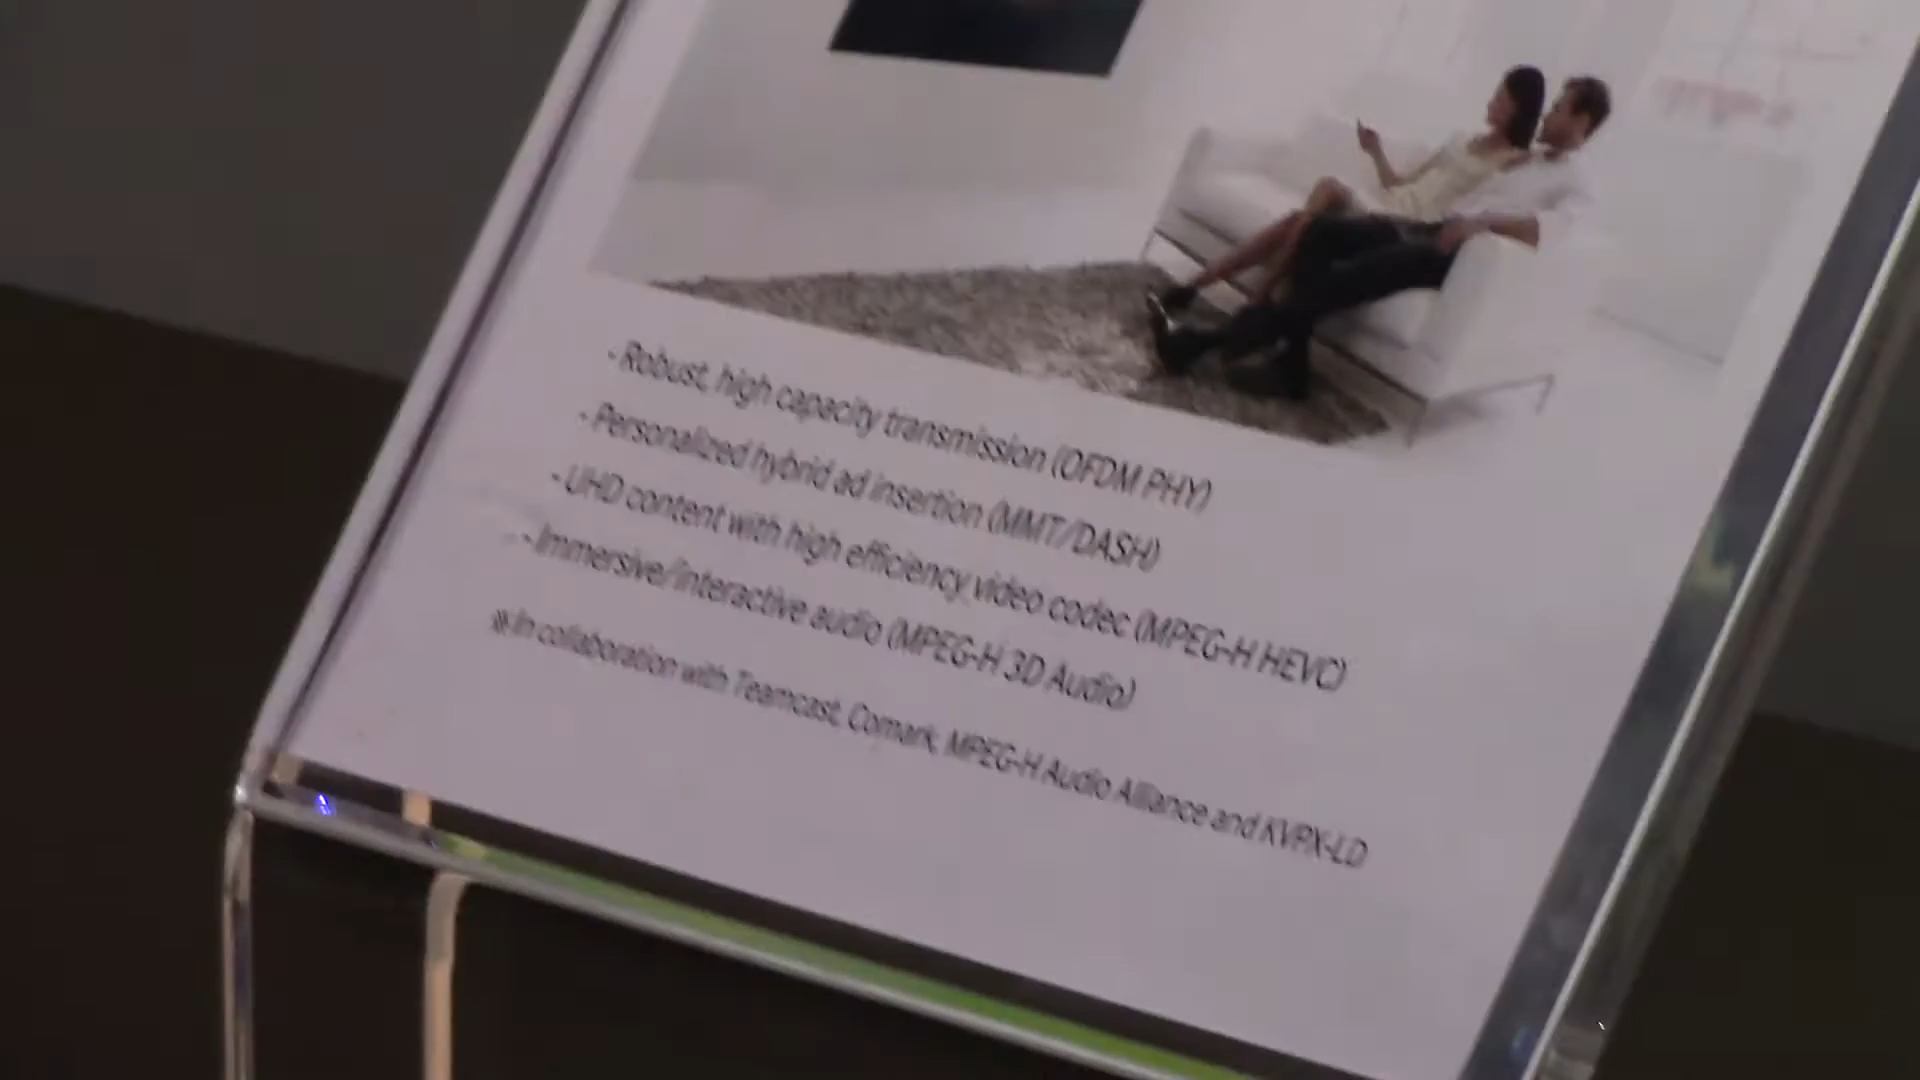 - Robust, high capacity transmission (OFDM PHY)
- Personalized hybrid ad insertion (MMT/DASH)
- UHD content with high efficiency video codec (MPEG-H HEVC)
- Immersive/interactive audio (MPEG-H 3D Audio)
※In collaboration with Teamcast, Comark, MPEG-H Audio Alliance and KVPX-LD